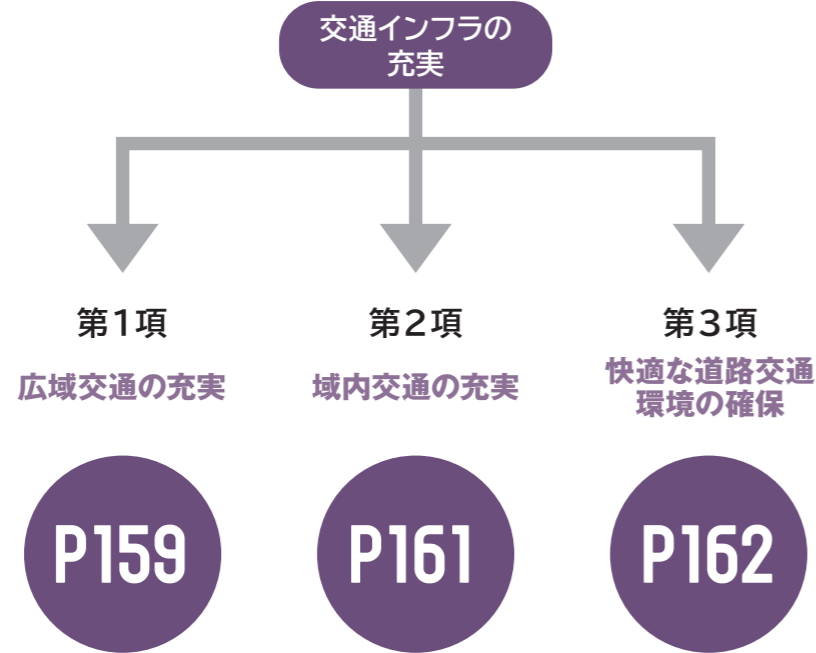 交通インフラの
充実
第1項
広域交通の充実
P159
第2項
域内交通の充実
P161
第3項
快適な道路交通
環境の確保
P162